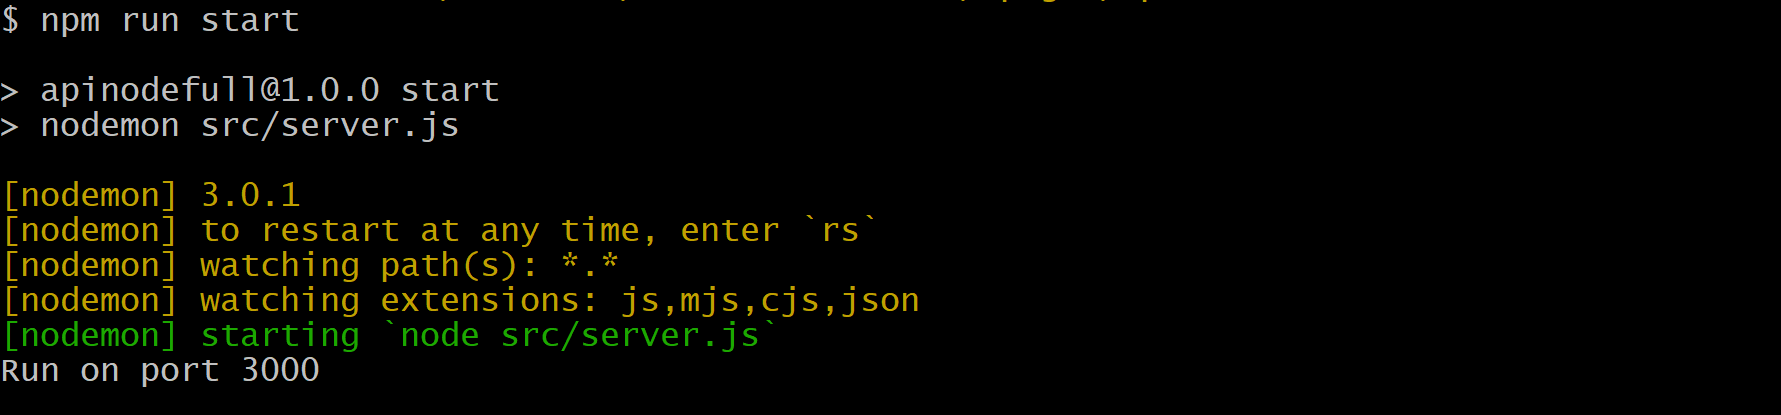 $ npm run start
> apinodefull@1.0.0 start
> nodemon src/server.js
[nodemon] 3.0.1
[nodemon] to restart at any time, enter `rs`
[nodemon] watching path(s): *.*
[nodemon] watching extensions: js,mjs,cjs,json
[nodemon] starting `node src/server.js`
Run on port 3000